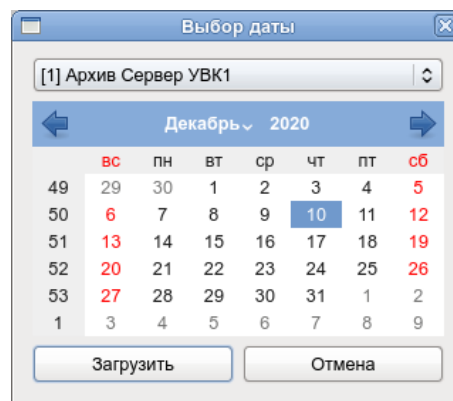 Выбор даты
[1] Архив Сервер УВК1
Декабрь 2020
вс пн вт ср чт пт сб
49 29 30 1 2 3 4 5
50 6 7 8 9 10 11 12
51 13 14 15 16 17 18 19
52 20 21 22 23 24 25 26
53 27 28 29 30 31 1 2
1 3 4 5 6 7 8 9
Загрузить Отмена